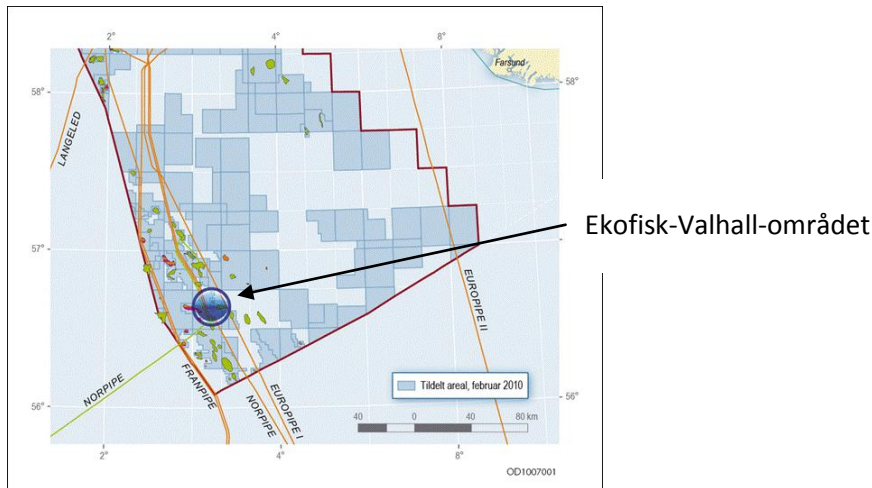 2°
4°
8°
58°
58°
Farsund
LANGELED
57°
Ekofisk-Valhall-området
EUROPIPE II
NORPIPE
FRANPIPE
NORPIPE
EUROPIPE I
Tildelt areal, februar 2010
56°
56°
40 0 40 80 km
2°
4°
8°
OD1007001